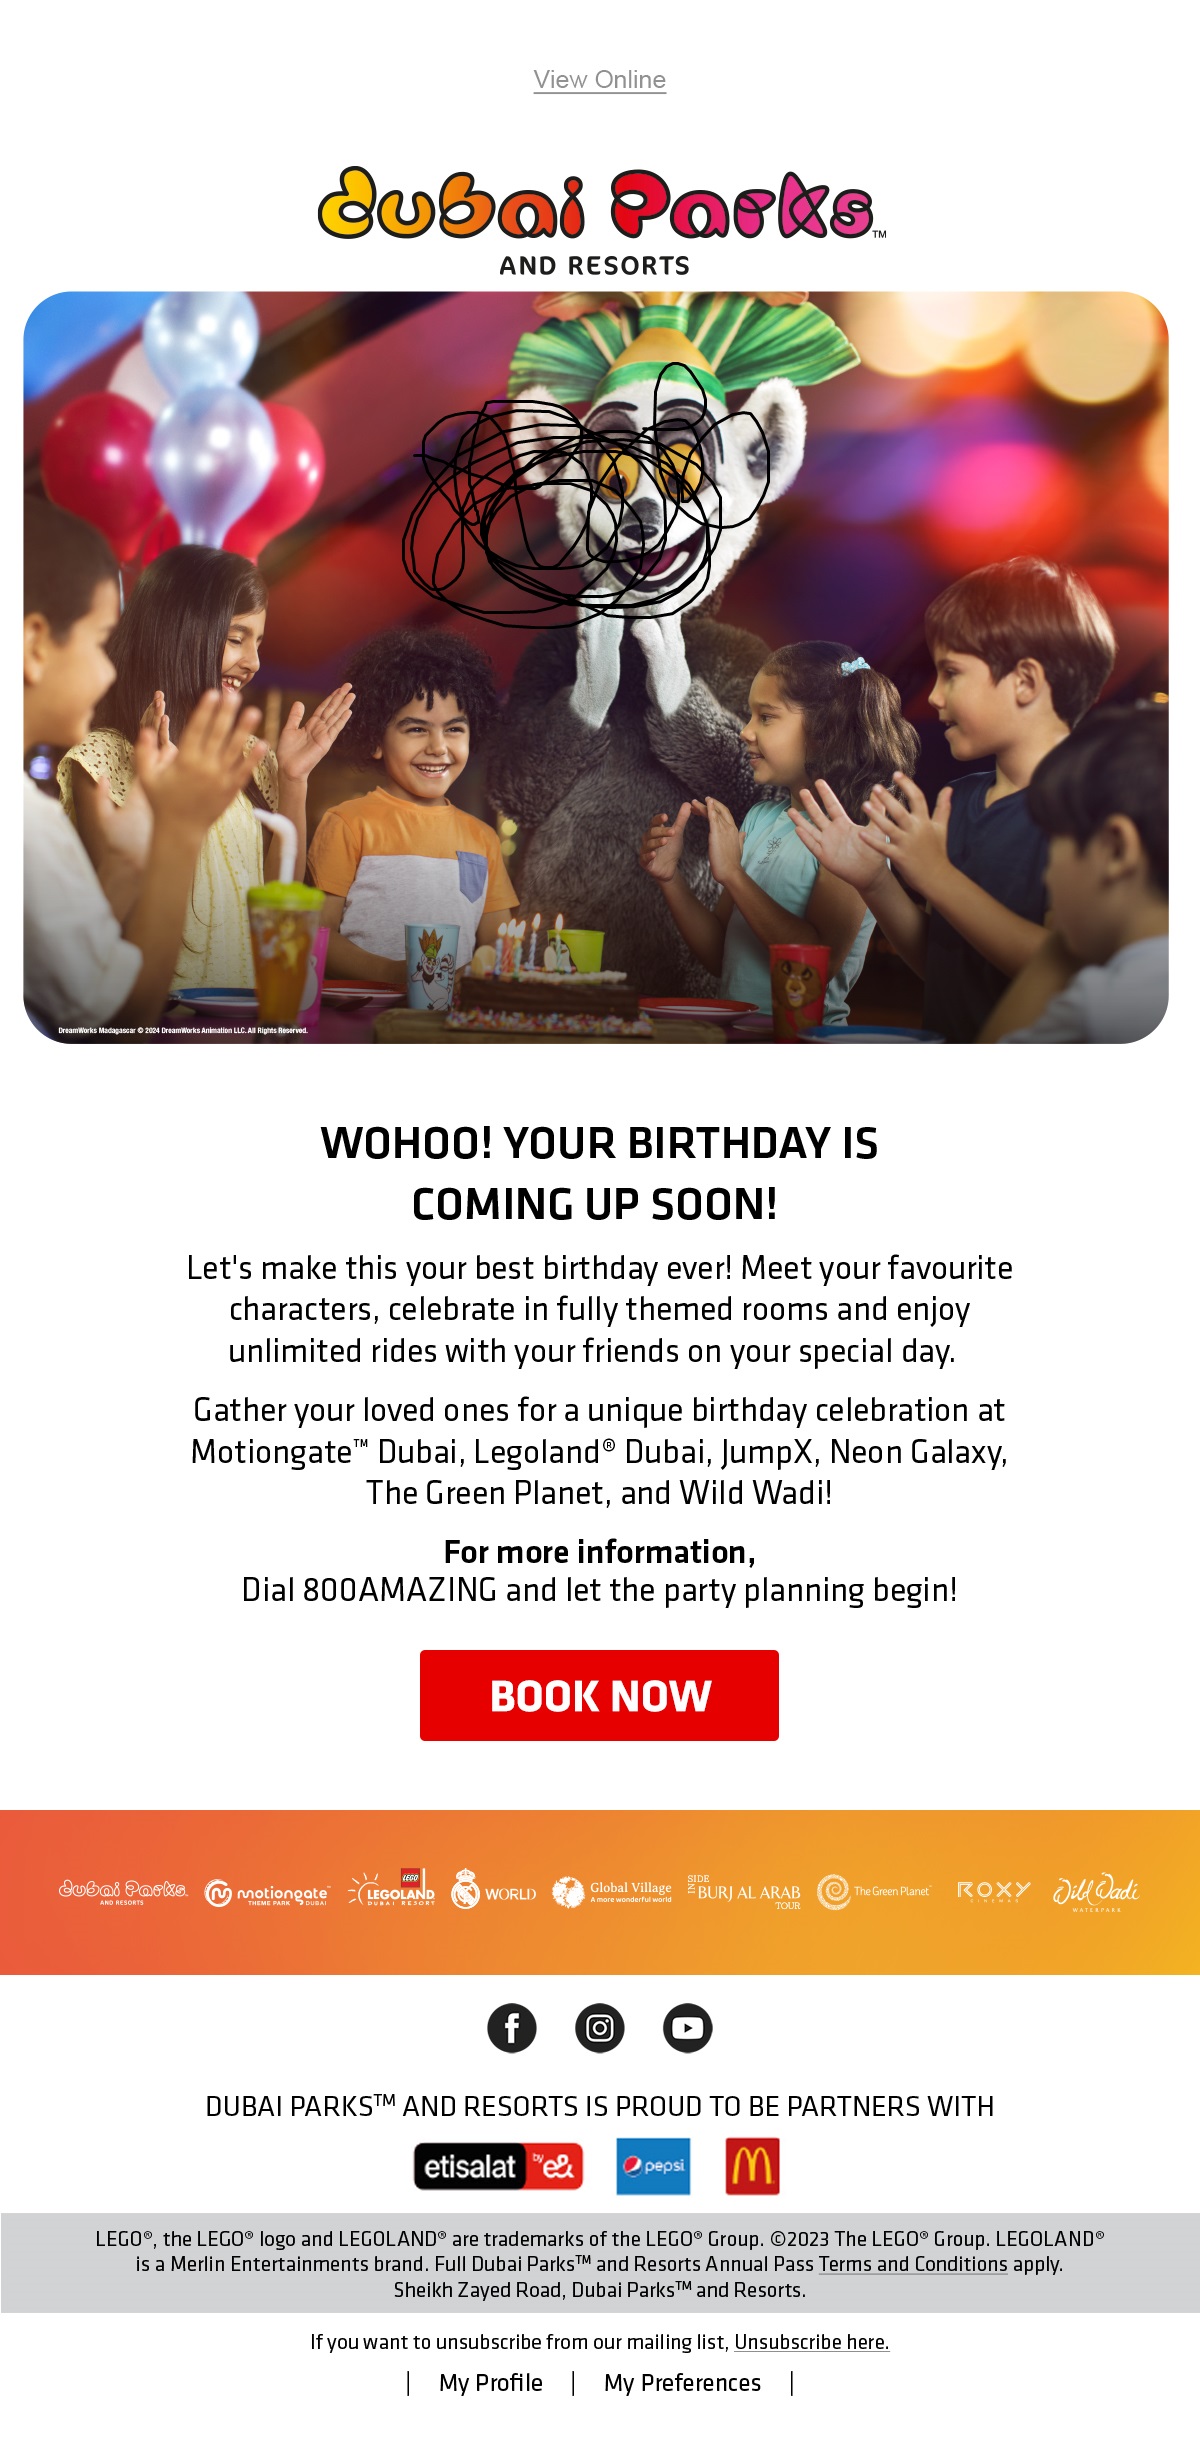 View Online
dubai Parks™
AND RESORTS
DreamWorks Madagascar © 2024 DreamWorks Animation LLC. All Rights Reserved.
WOHOO! YOUR BIRTHDAY IS
COMING UP SOON!
Let's make this your best birthday ever! Meet your favourite
characters, celebrate in fully themed rooms and enjoy
unlimited rides with your friends on your special day.
Gather your loved ones for a unique birthday celebration at
Motiongate™ Dubai, Legoland® Dubai, JumpX, Neon Galaxy,
The Green Planet, and Wild Wadi!
For more information,
Dial 800AMAZING and let the party planning begin!
BOOK NOW
dubai Parks™ AND RESORTS
motiongate™ THEME PARK DUBAI
LEGO LEGOLAND DUBAI RESORT
WORLD
Global Village A more wonderful world
INSIDE BURJ AL ARAB TOUR
The Green Planet™
ROXY CINEMAS
Wild Wadi WATERPARK
DUBAI PARKS™ AND RESORTS IS PROUD TO BE PARTNERS WITH
etisalat by e& pepsi
LEGO®, the LEGO® logo and LEGOLAND® are trademarks of the LEGO® Group. ©2023 The LEGO® Group. LEGOLAND®
is a Merlin Entertainments brand. Full Dubai Parks™ and Resorts Annual Pass Terms and Conditions apply.
Sheikh Zayed Road, Dubai Parks™ and Resorts.
If you want to unsubscribe from our mailing list, Unsubscribe here.
| My Profile | My Preferences |